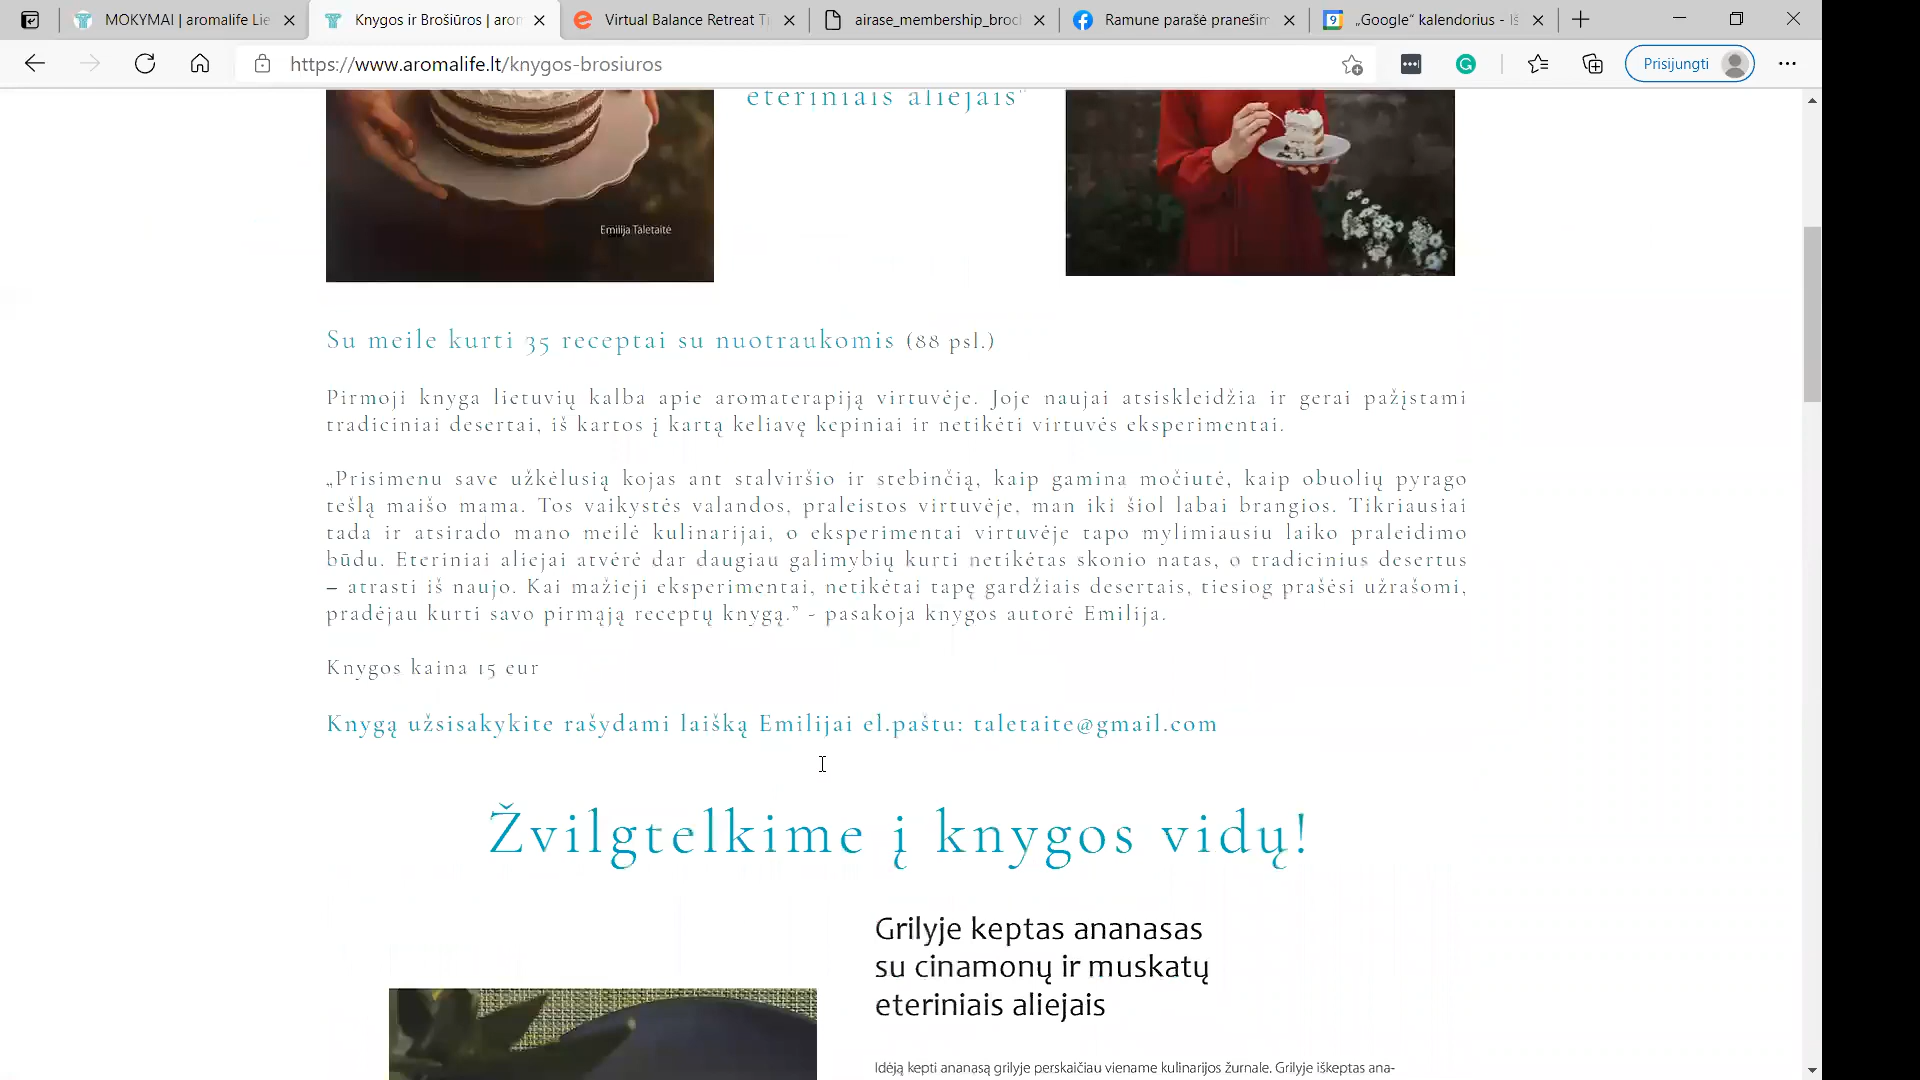 MOKYMAI | aromalife Lie
Knygos ir Brošiūros | aron
Virtual Balance Retreat T
airase_membership_broc
Ramune parašė pranešim
„Google“ kalendorius - Iš
https://www.aromalife.lt/knygos-brosiuros
Prisijungti
eteriniais aliejais"
Emilija Taletaitė
Su meile kurti 35 receptai su nuotraukomis (88 psl.)
Pirmoji knyga lietuvių kalba apie aromaterapiją virtuvėje. Joje naujai atsiskleidžia ir gerai pažįstami
tradiciniai desertai, iš kartos į kartą keliavę kepiniai ir netikėti virtuvės eksperimentai.
„Prisimenu save užkėlusią kojas ant stalviršio ir stebinčią, kaip gamina močiutė, kaip obuolių pyrago
tešlą maišo mama. Tos vaikystės valandos, praleistos virtuvėje, man iki šiol labai brangios. Tikriausiai
tada ir atsirado mano meilė kulinarijai, o eksperimentai virtuvėje tapo mylimiausiu laiko praleidimo
būdu. Eteriniai aliejai atvėrė dar daugiau galimybių kurti netikėtas skonio natas, o tradicinius desertus
– atrasti iš naujo. Kai mažieji eksperimentai, netikėtai tapę gardžiais desertais, tiesiog prašėsi užrašomi,
pradėjau kurti savo pirmąją receptų knygą.” - pasakoja knygos autorė Emilija.
Knygos kaina 15 eur
Knygą užsisakykite rašydami laišką Emilijai el.paštu: taletaite@gmail.com
Žvilgtelkime į knygos vidų!
Grilyje keptas ananasas
su cinamonų ir muskatų
eteriniais aliejais
Idėją kepti ananasą grilyje perskaičiau viename kulinarijos žurnale. Grilyje iškeptas ana-